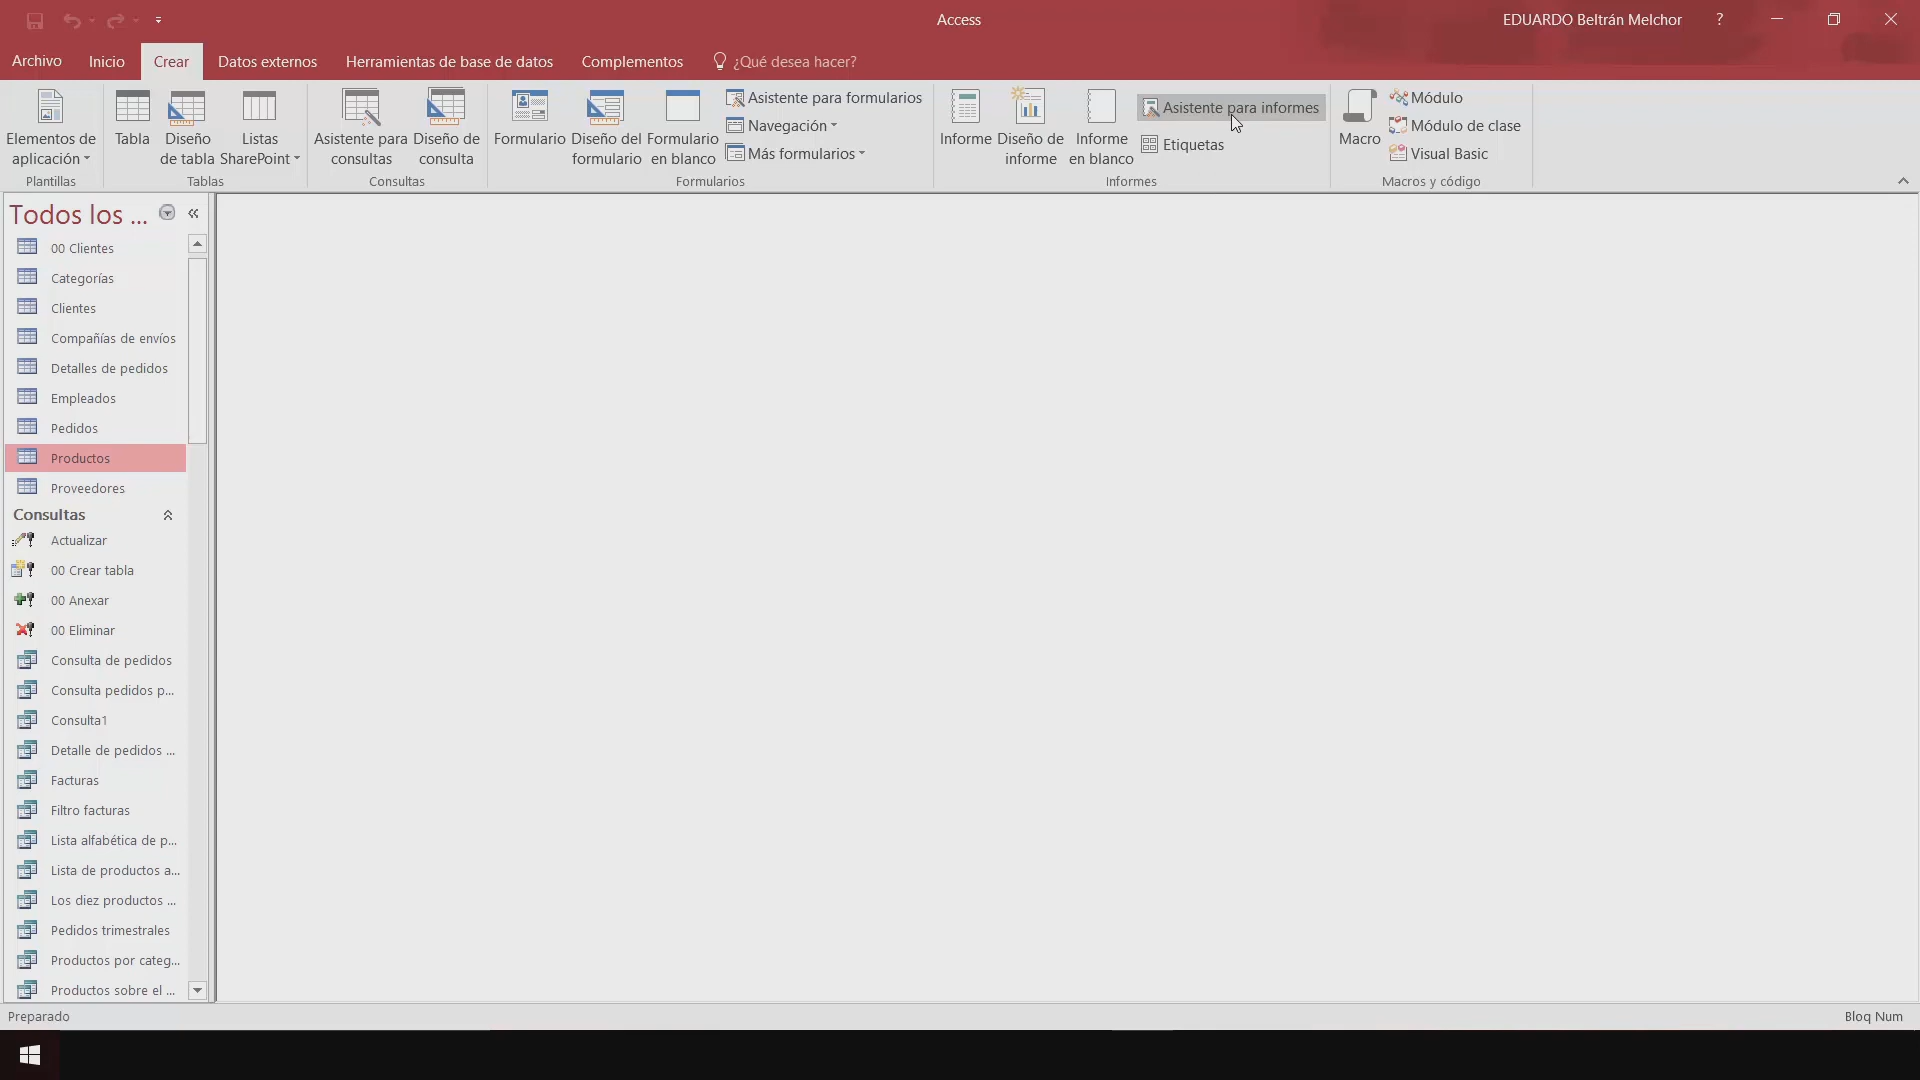 Access
EDUARDO Beltrán Melchor
?
Archivo
Inicio
Crear
Datos externos
Herramientas de base de datos
Complementos
¿Qué desea hacer?
Elementos de
aplicación
Plantillas
Tabla
Diseño
de tabla
Listas
SharePoint
Tablas
Asistente para
consultas
Diseño de
consulta
Consultas
Formulario
Diseño del
formulario
Formulario
en blanco
Asistente para formularios
Navegación
Más formularios
Formularios
Informe
Diseño de
informe
Informe
en blanco
Asistente para informes
Etiquetas
Informes
Macro
Módulo
Módulo de clase
Visual Basic
Macros y código
Todos los ...
00 Clientes
Categorías
Clientes
Compañías de envíos
Detalles de pedidos
Empleados
Pedidos
Productos
Proveedores
Consultas
Actualizar
00 Crear tabla
00 Anexar
00 Eliminar
Consulta de pedidos
Consulta pedidos p...
Consulta1
Detalle de pedidos ...
Facturas
Filtro facturas
Lista alfabética de p...
Lista de productos a...
Los diez productos ...
Pedidos trimestrales
Productos por categ...
Productos sobre el ...
Preparado
Bloq Num